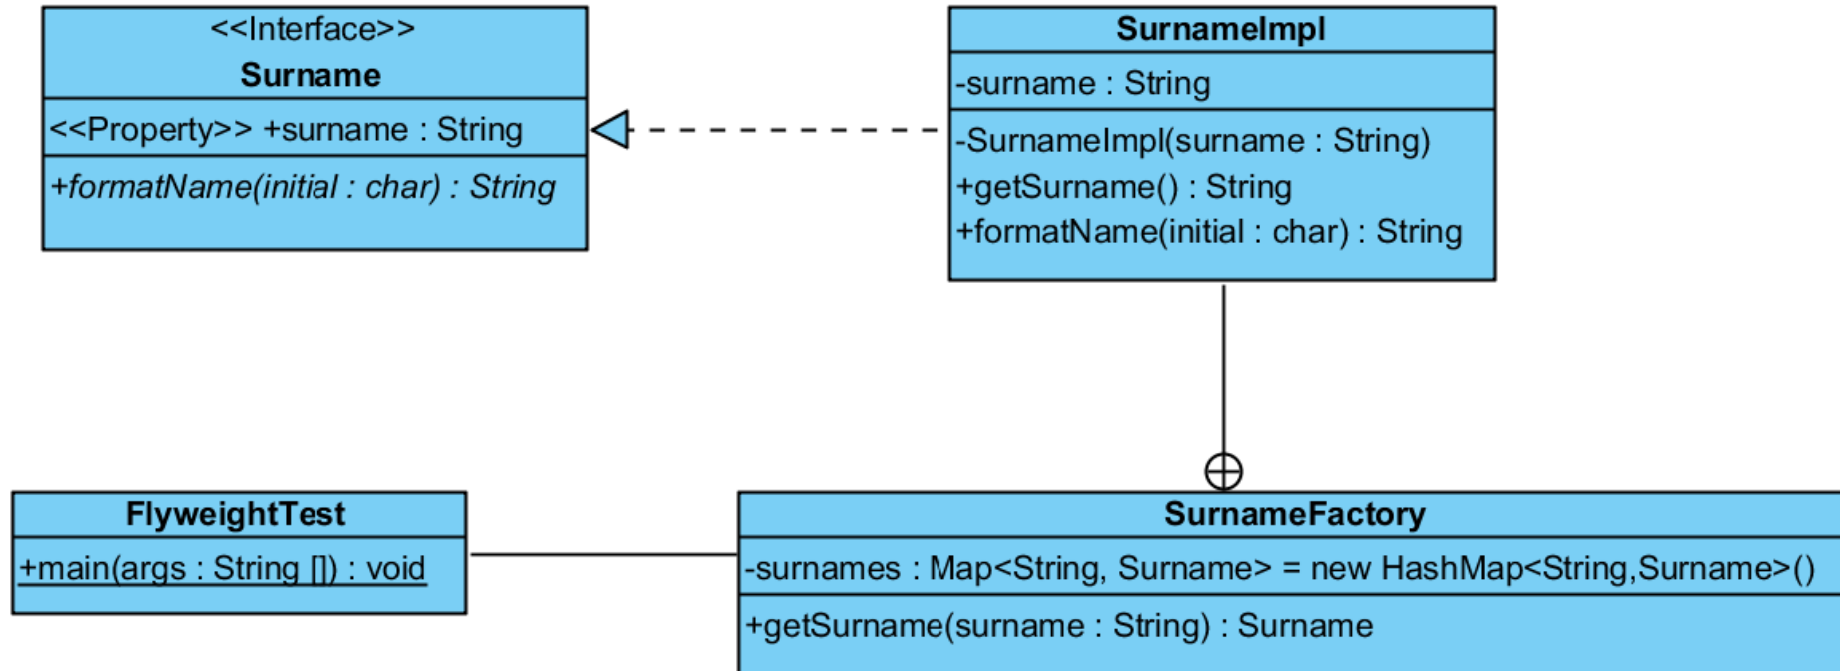 <<Interface>>
Surname
<<Property>> +surname : String
+formatName(initial : char) : String
SurnameImpl
-surname : String
-SurnameImpl(surname : String)
+getSurname() : String
+formatName(initial : char) : String
FlyweightTest
+main(args : String []) : void
SurnameFactory
-surnames : Map<String, Surname> = new HashMap<String,Surname>()
+getSurname(surname : String) : Surname